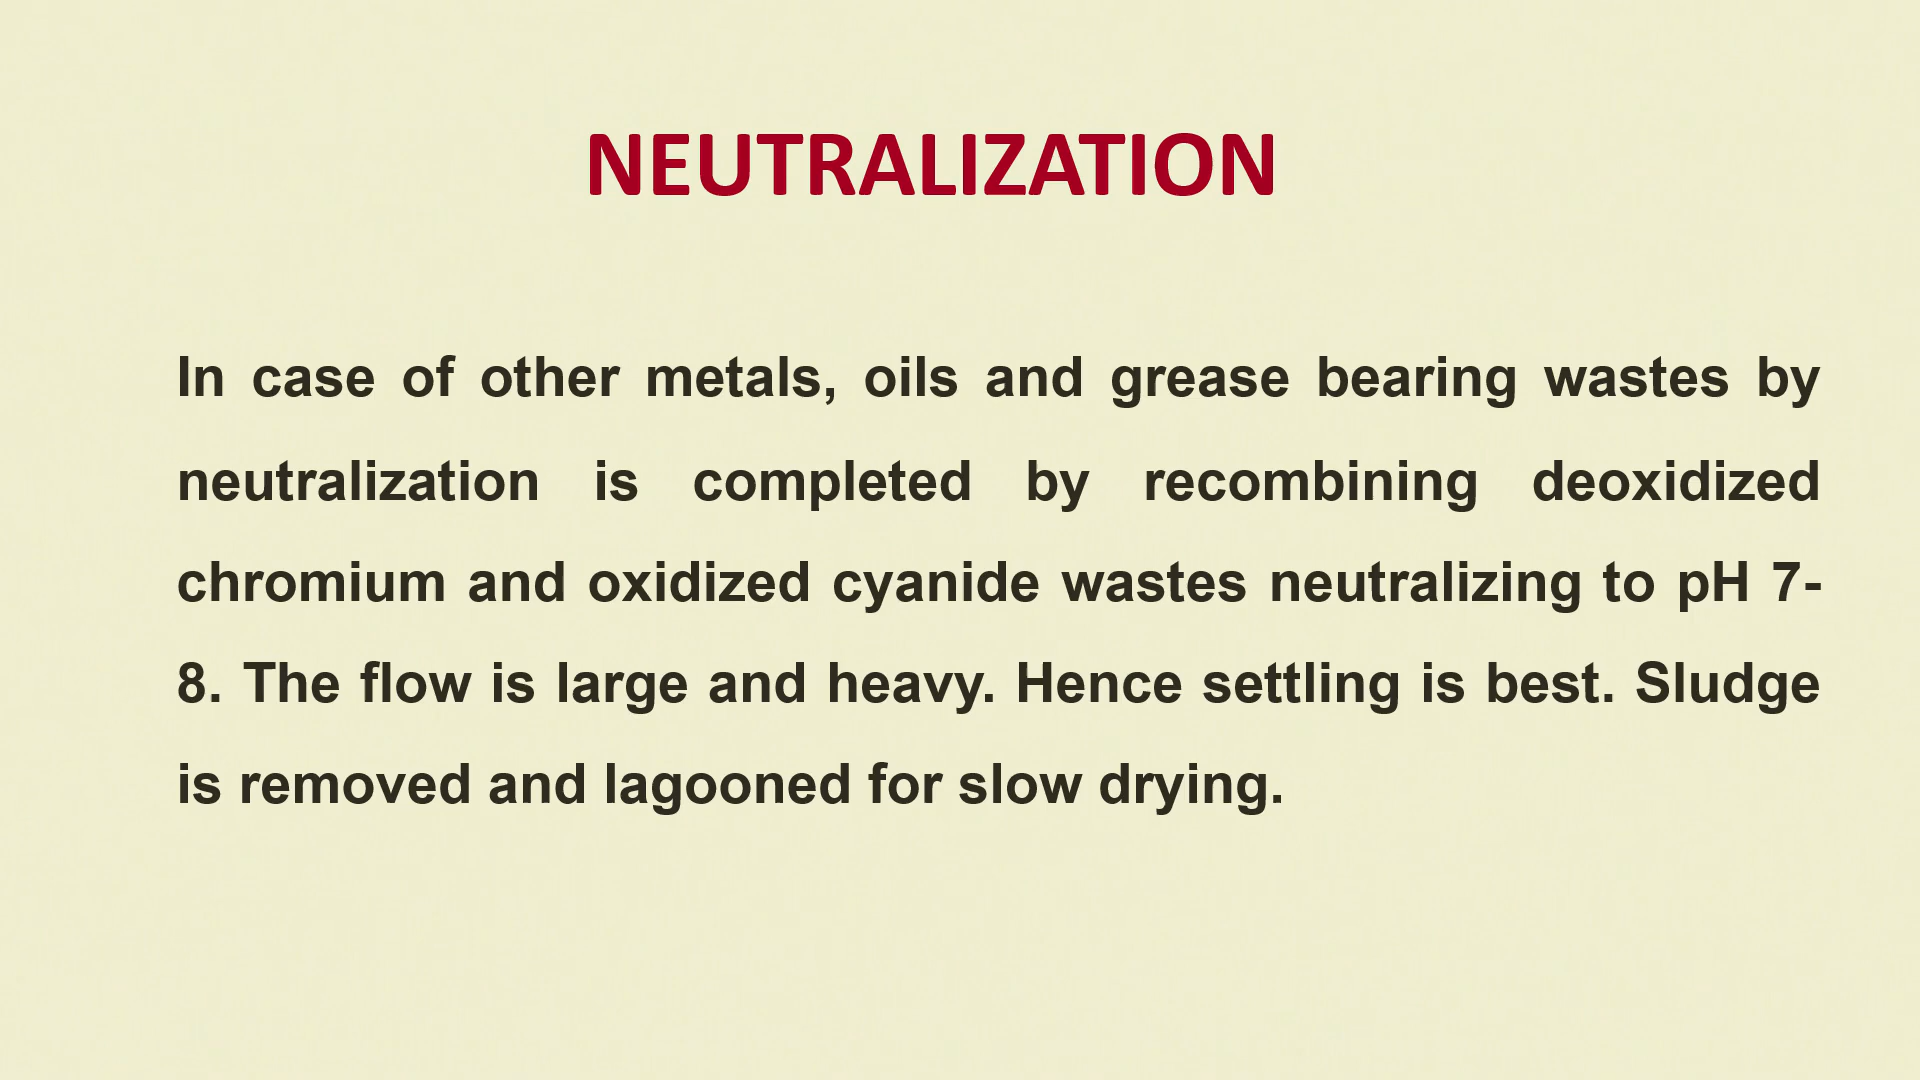 NEUTRALIZATION
In case of other metals, oils and grease bearing wastes by
neutralization is completed by recombining deoxidized
chromium and oxidized cyanide wastes neutralizing to pH 7-
8. The flow is large and heavy. Hence settling is best. Sludge
is removed and lagooned for slow drying.